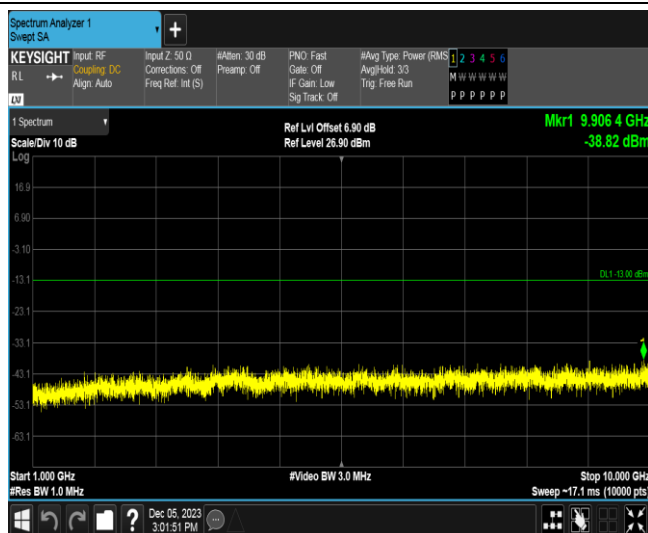 Spectrum Analyzer 1
Swept SA
+
KEYSIGHT
RL
Input: RF
Coupling: DC
Align: Auto
Input Z: 50 Ω
Corrections: Off
Freq Ref: Int (S)
#Atten: 30 dB
Preamp: Off
PNO: Fast
Gate: Off
IF Gain: Low
Sig Track: Off
#Avg Type: Power (RMS
Avg|Hold: 3/3
Trig: Free Run
1 2 3 4 5 6
M W W W W W
P P P P P P
LXI
1 Spectrum
Scale/Div 10 dB
Ref Lvl Offset 6.90 dB
Ref Level 26.90 dBm
Mkr1 9.906 4 GHz
-38.82 dBm
Log
16.9
6.90
-3.10
-13.1
DL1 -13.00 dBm
-23.1
-33.1
-43.1
-53.1
-63.1
Start 1.000 GHz
#Video BW 3.0 MHz
Stop 10.000 GHz
#Res BW 1.0 MHz
Sweep ~17.1 ms (10000 pts)
?
Dec 05, 2023
3:01:51 PM